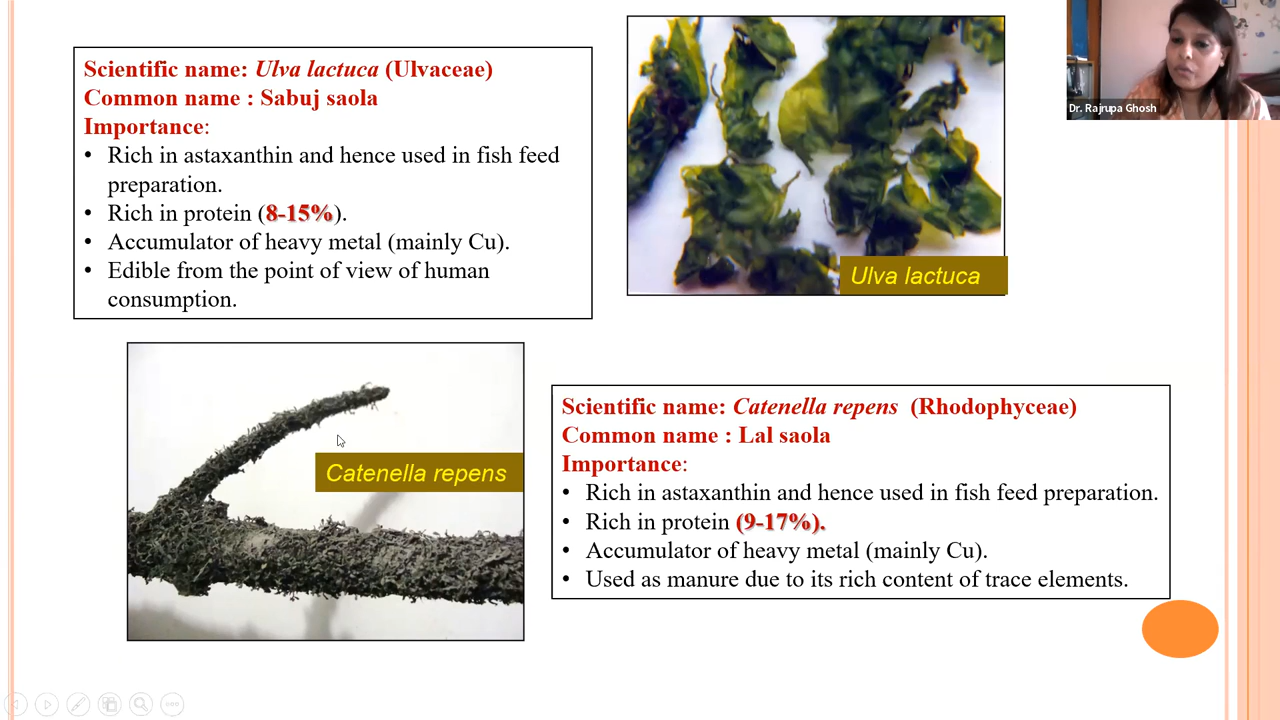 Scientific name: Ulva lactuca (Ulvaceae)
Common name : Sabuj saola
Importance:
• Rich in astaxanthin and hence used in fish feed
preparation.
• Rich in protein (8-15%).
• Accumulator of heavy metal (mainly Cu).
• Edible from the point of view of human
consumption.
Ulva lactuca
Dr. Rajrupa Ghosh
Catenella repens
Scientific name: Catenella repens (Rhodophyceae)
Common name : Lal saola
Importance:
• Rich in astaxanthin and hence used in fish feed preparation.
• Rich in protein (9-17%).
• Accumulator of heavy metal (mainly Cu).
• Used as manure due to its rich content of trace elements.